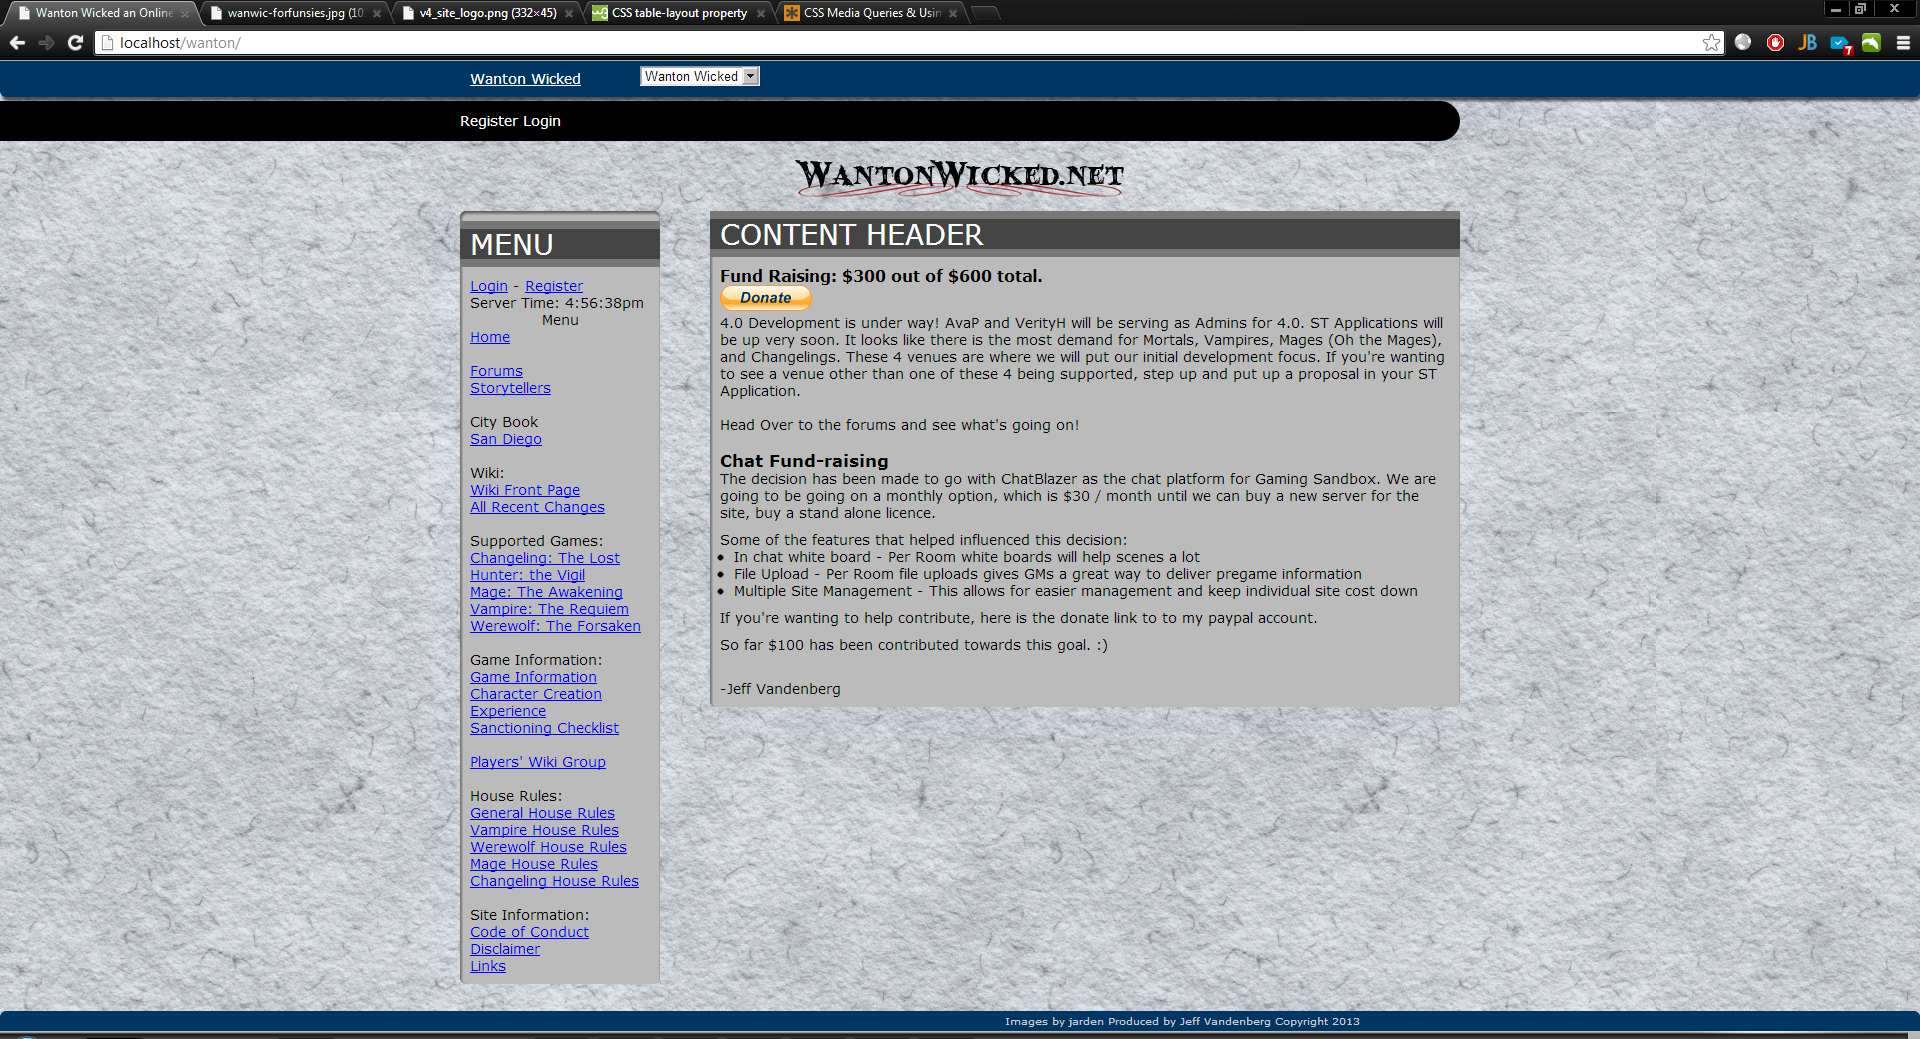 Wanton Wicked an Online
wanwic-forfunsies.jpg (10
v4_site_logo.png (332×45)
CSS table-layout property
CSS Media Queries & Usin
localhost/wanton/
JB
7
Wanton Wicked
Wanton Wicked
Register Login
WantonWicked.net
MENU
Login - Register
Server Time: 4:56:38pm
Menu
Home
Forums
Storytellers
City Book
San Diego
Wiki:
Wiki Front Page
All Recent Changes
Supported Games:
Changeling: The Lost
Hunter: the Vigil
Mage: The Awakening
Vampire: The Requiem
Werewolf: The Forsaken
Game Information:
Game Information
Character Creation
Experience
Sanctioning Checklist
Players' Wiki Group
House Rules:
General House Rules
Vampire House Rules
Werewolf House Rules
Mage House Rules
Changeling House Rules
Site Information:
Code of Conduct
Disclaimer
Links
CONTENT HEADER
Fund Raising: $300 out of $600 total.
Donate
4.0 Development is under way! AvaP and VerityH will be serving as Admins for 4.0. ST Applications will
be up very soon. It looks like there is the most demand for Mortals, Vampires, Mages (Oh the Mages),
and Changelings. These 4 venues are where we will put our initial development focus. If you're wanting
to see a venue other than one of these 4 being supported, step up and put up a proposal in your ST
Application.
Head Over to the forums and see what's going on!
Chat Fund-raising
The decision has been made to go with ChatBlazer as the chat platform for Gaming Sandbox. We are
going to be going on a monthly option, which is $30 / month until we can buy a new server for the
site, buy a stand alone licence.
Some of the features that helped influenced this decision:
In chat white board - Per Room white boards will help scenes a lot
File Upload - Per Room file uploads gives GMs a great way to deliver pregame information
Multiple Site Management - This allows for easier management and keep individual site cost down
If you're wanting to help contribute, here is the donate link to to my paypal account.
So far $100 has been contributed towards this goal. :)
-Jeff Vandenberg
Images by jarden Produced by Jeff Vandenberg Copyright 2013